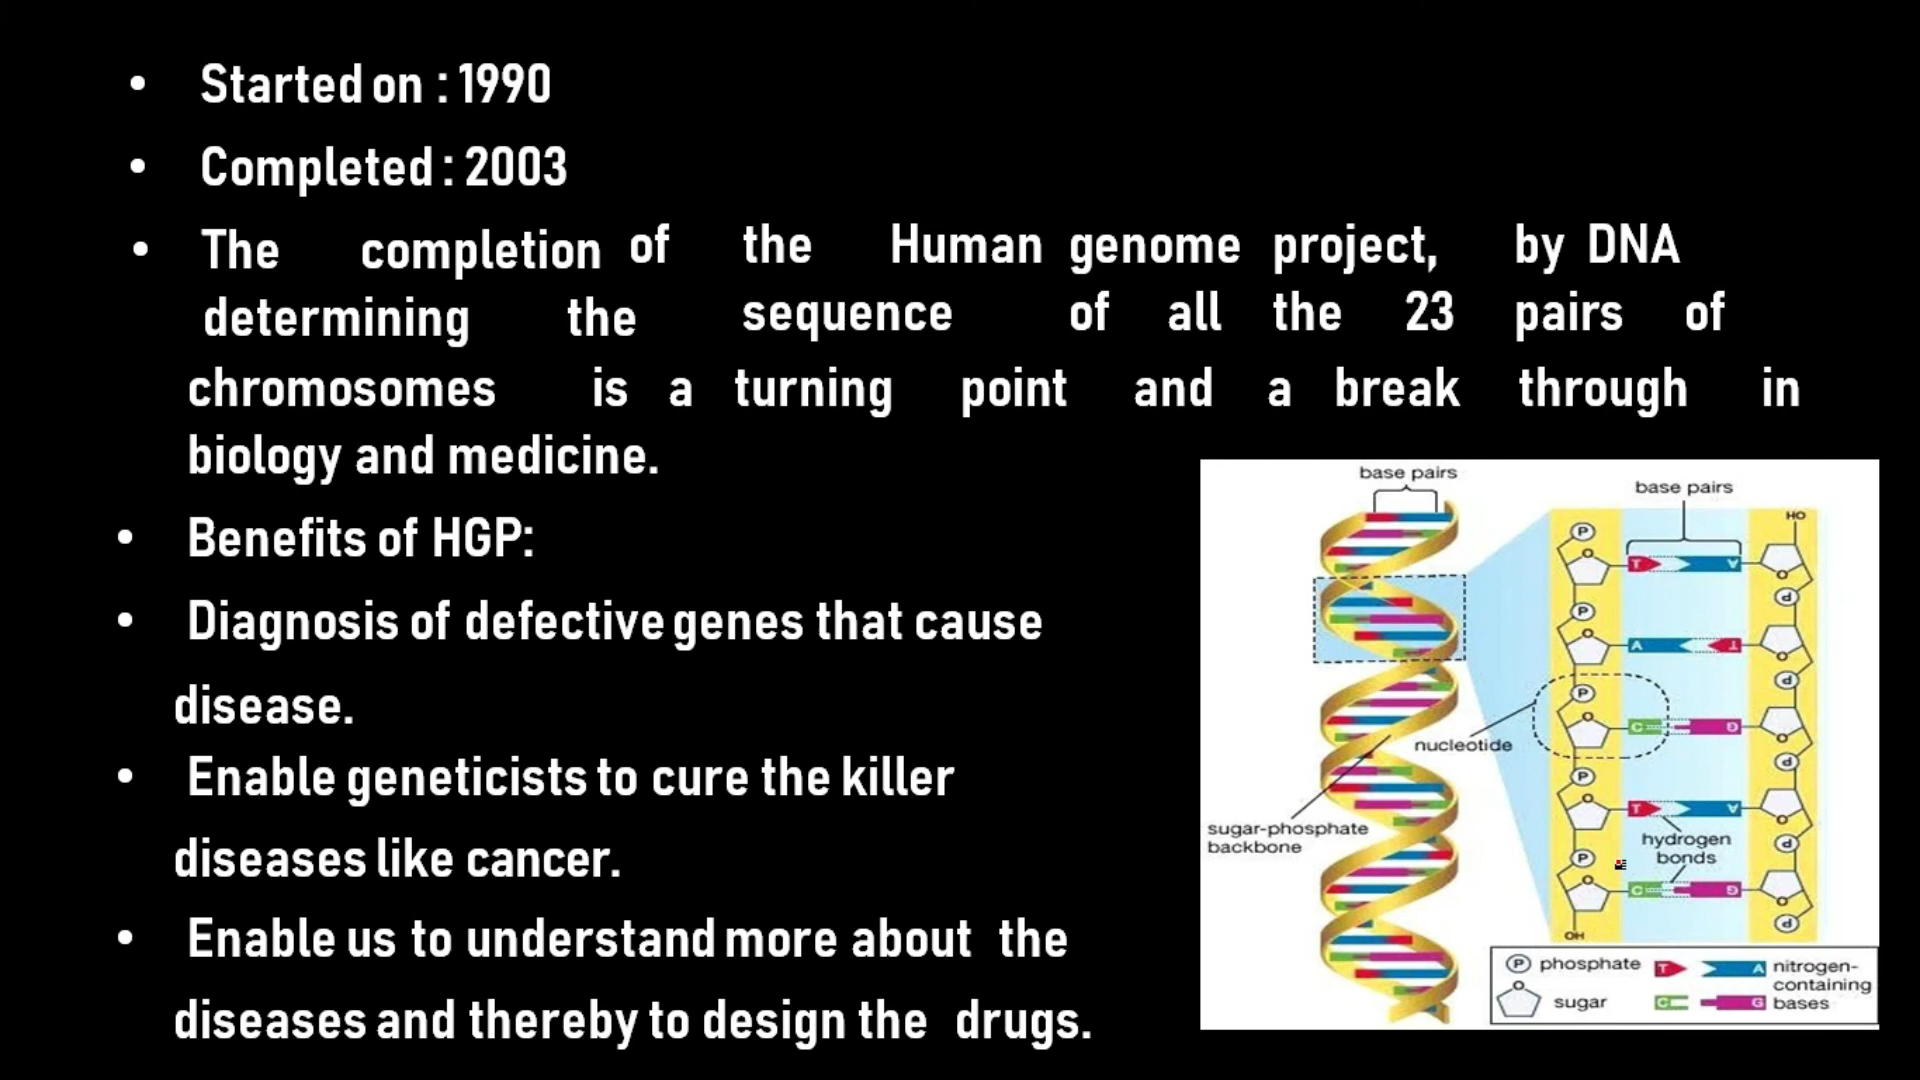 • Started on : 1990
• Completed : 2003
• The completion of the Human genome project, by DNA
determining the sequence of all the 23 pairs of
chromosomes is a turning point and a break through in
biology and medicine.
• Benefits of HGP:
• Diagnosis of defective genes that cause
disease.
• Enable geneticists to cure the killer
diseases like cancer.
• Enable us to understand more about the
diseases and thereby to design the drugs.
base pairs
base pairs
HO
P
O
T A
O
P
P
O
A T
O
P
P
nucleotide
O
C G
O
P
P
O
T A
O
P
sugar-phosphate
backbone
hydrogen
bonds
P
O
C G
O
P
OH
P phosphate T A nitrogen-
containing
O sugar C G bases